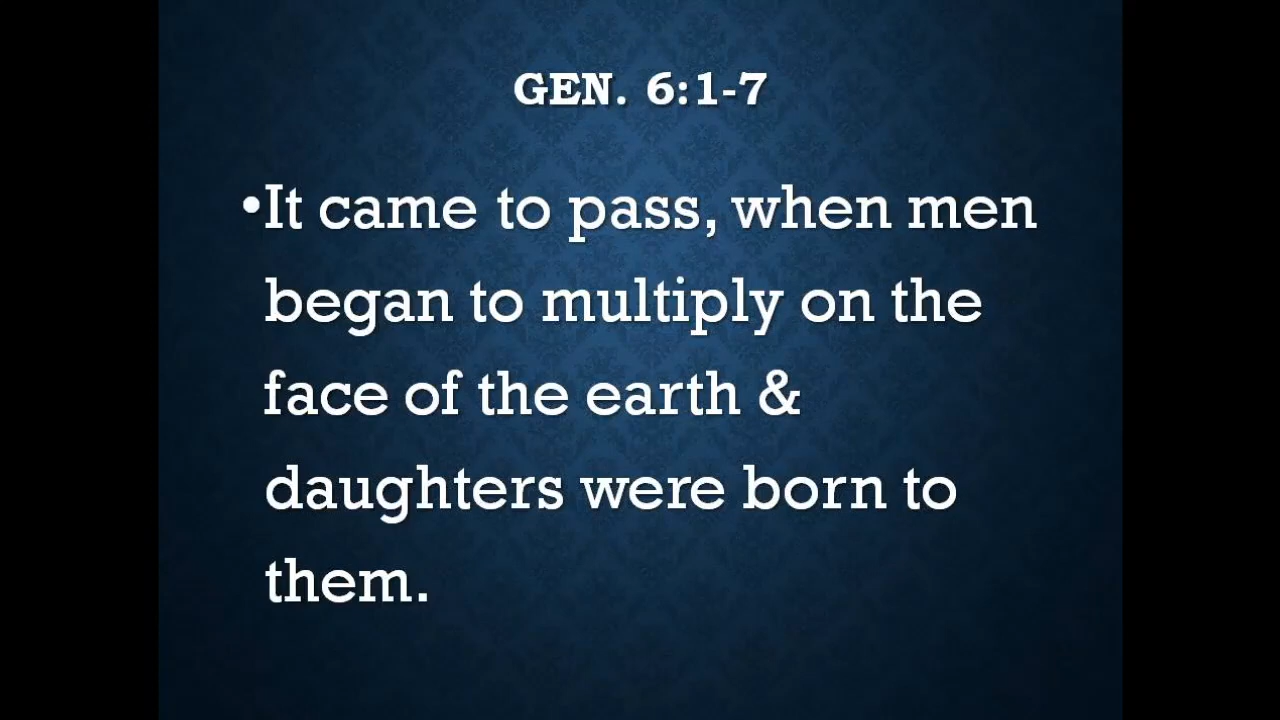 GEN. 6:1-7
•It came to pass, when men
began to multiply on the
face of the earth &
daughters were born to
them.